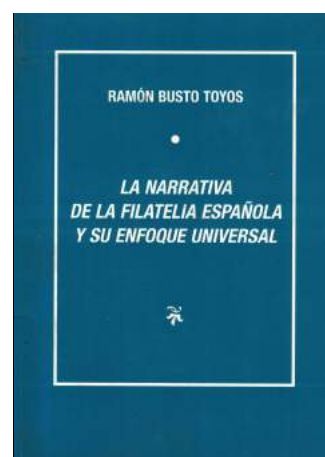 RAMÓN BUSTO TOYOS
LA NARRATIVA
DE LA FILATELIA ESPAÑOLA
Y SU ENFOQUE UNIVERSAL